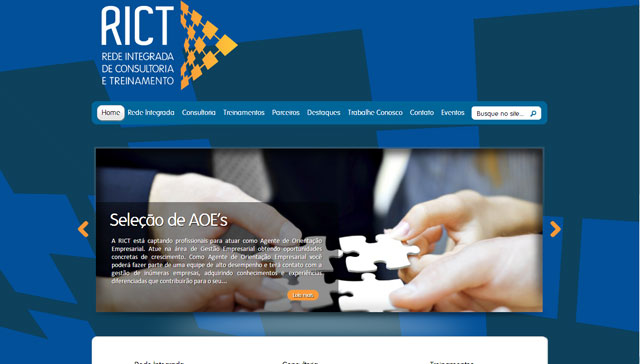 RICT
REDE INTEGRADA
DE CONSULTORIA
E TREINAMENTO
Home Rede Integrada Consultoria Treinamentos Parceiros Destaques Trabalhe Conosco Contato Eventos Busque no site...
Seleção de AOE's
A RICT está captando profissionais para atuar como Agente de Orientação
Empresarial. Atue na área de Gestão Empresarial obtendo oportunidades
concretas de crescimento. Como Agente de Orientação Empresarial você
poderá fazer parte de uma equipe de alto desempenho e terá contato com a
gestão de inúmeras empresas, adquirindo conhecimentos e experiências
diferenciadas que contribuirão para o seu...
Leia mais
Rede Integrada Consultoria Treinamentos